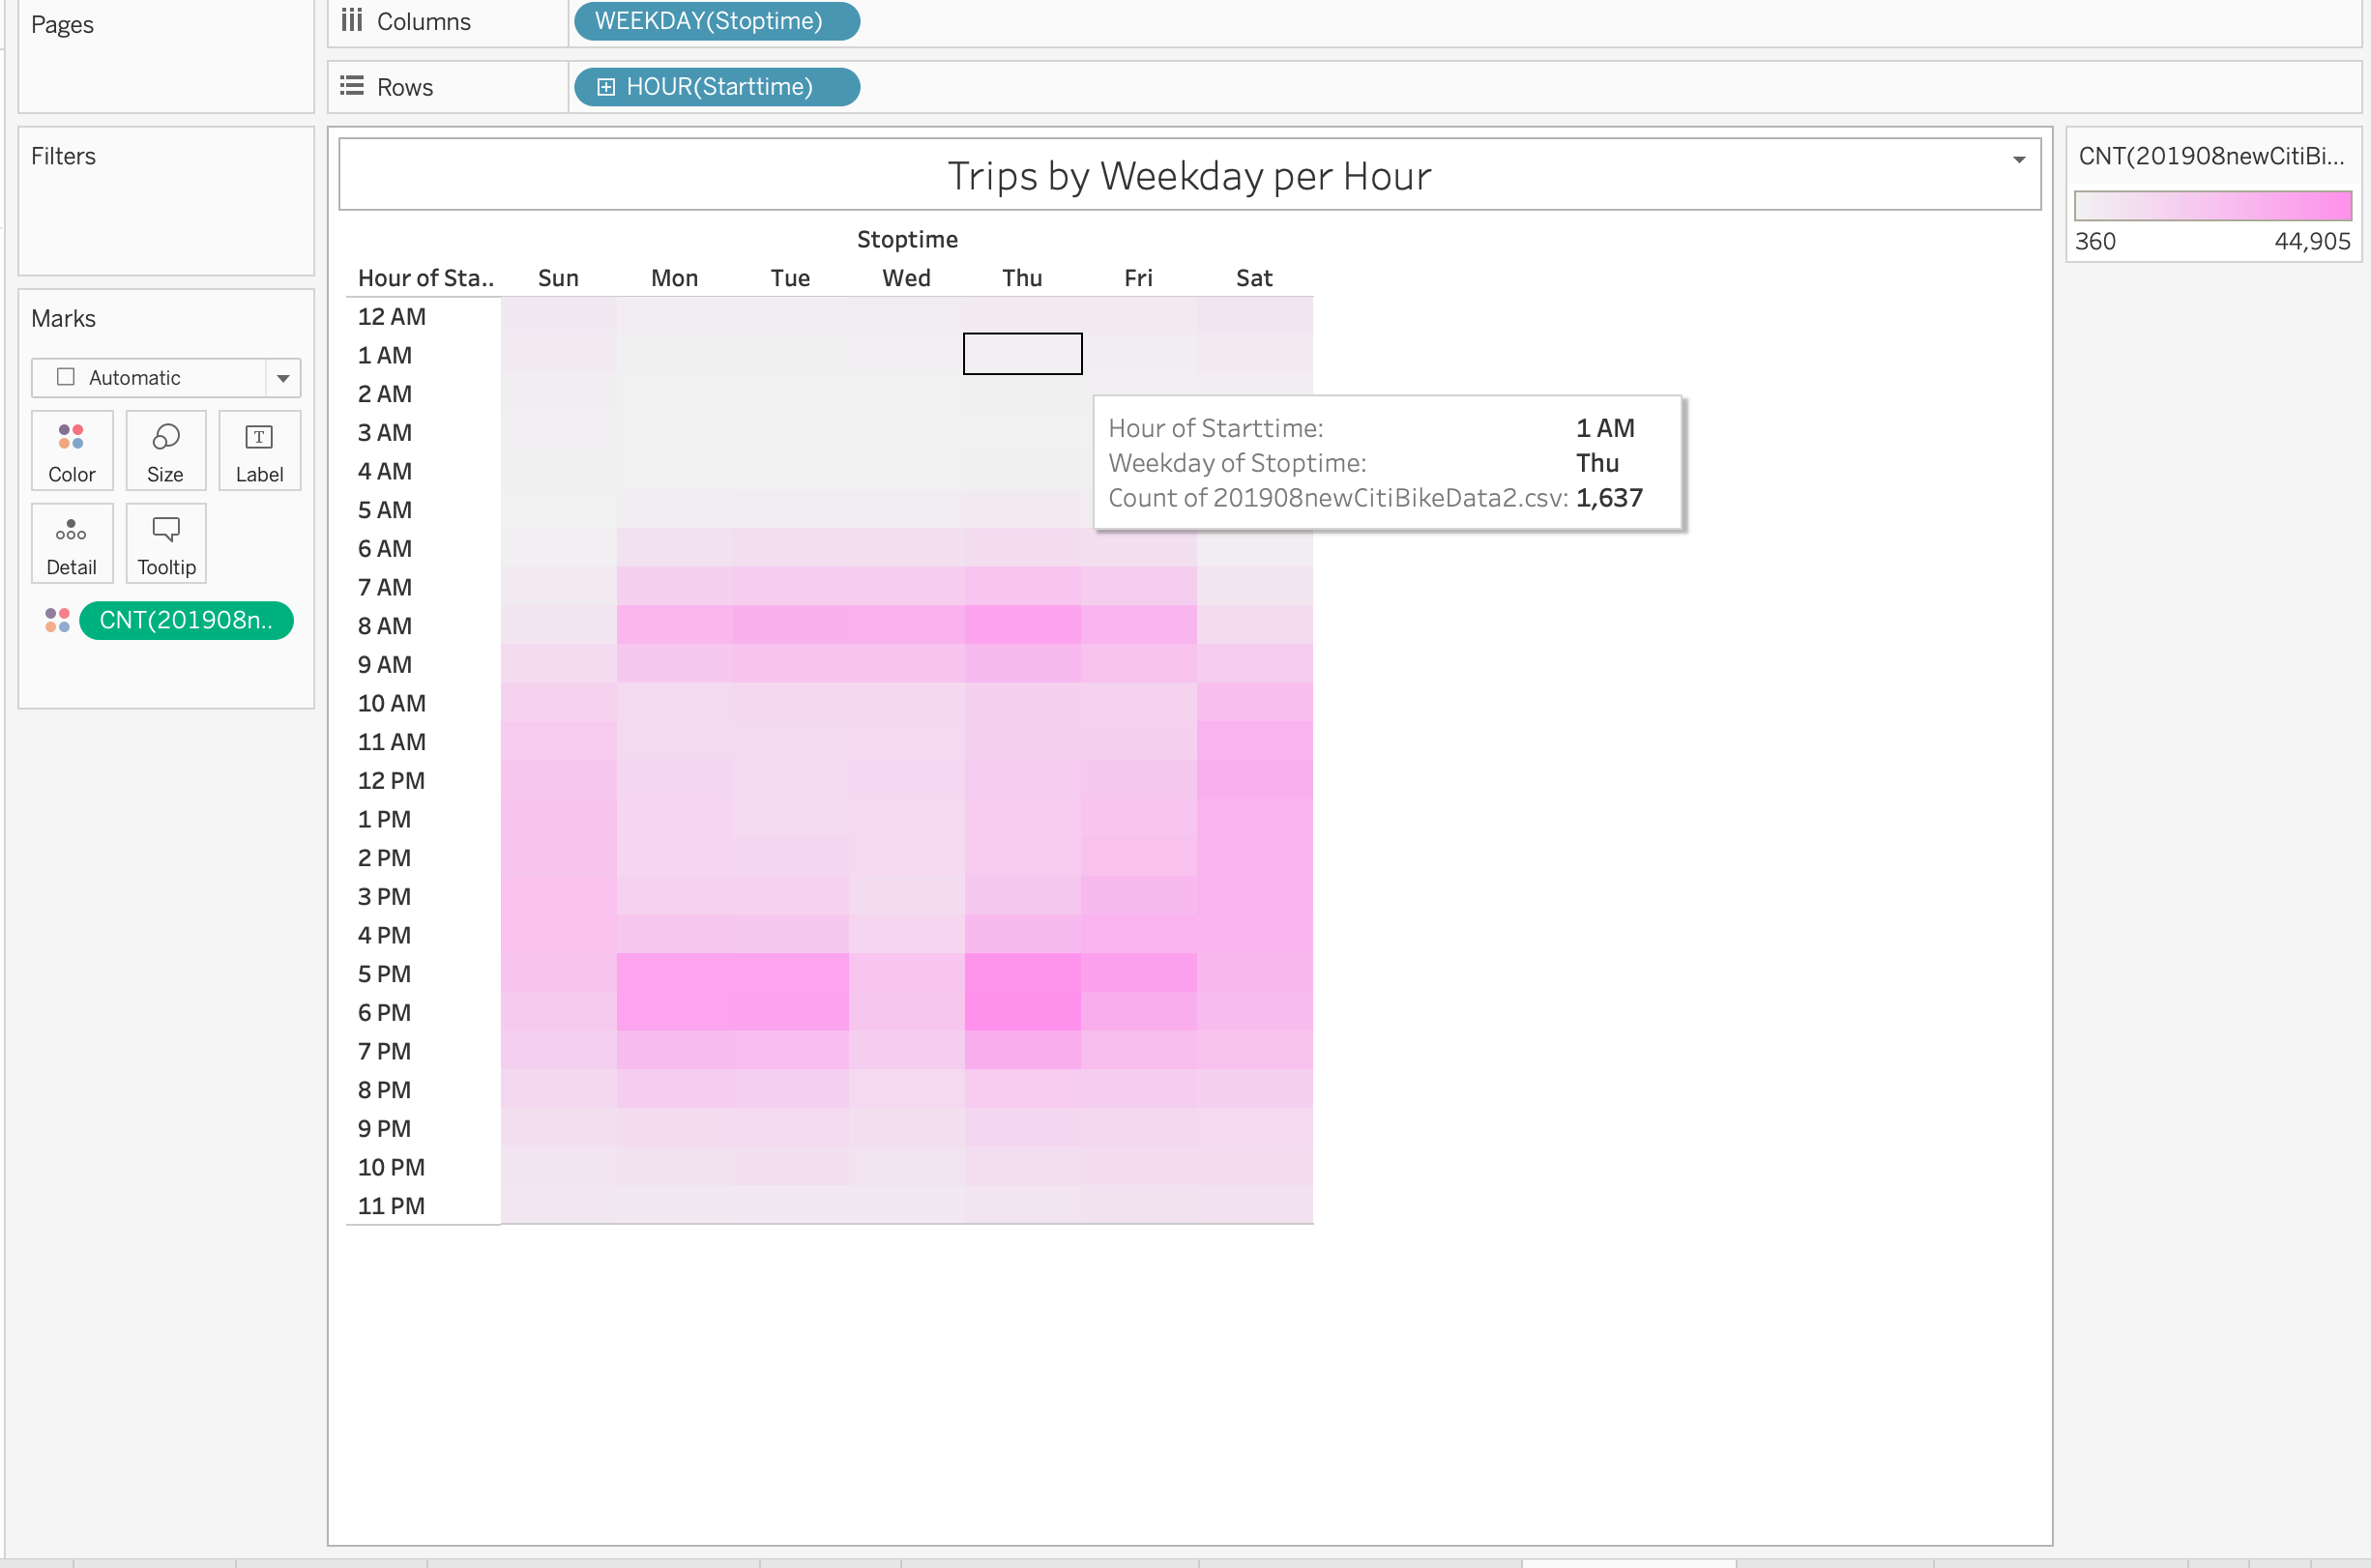 Pages
Columns
WEEKDAY(Stoptime)
Rows
HOUR(Starttime)
Filters
Marks
Automatic
Color
Size
Label
Detail
Tooltip
CNT(201908n..
Trips by Weekday per Hour
Stoptime
Hour of Sta.. Sun Mon Tue Wed Thu Fri Sat
12 AM
1 AM
2 AM
3 AM
4 AM
5 AM
6 AM
7 AM
8 AM
9 AM
10 AM
11 AM
12 PM
1 PM
2 PM
3 PM
4 PM
5 PM
6 PM
7 PM
8 PM
9 PM
10 PM
11 PM
Hour of Starttime: 1 AM
Weekday of Stoptime: Thu
Count of 201908newCitiBikeData2.csv: 1,637
CNT(201908newCitiBi...
360 44,905